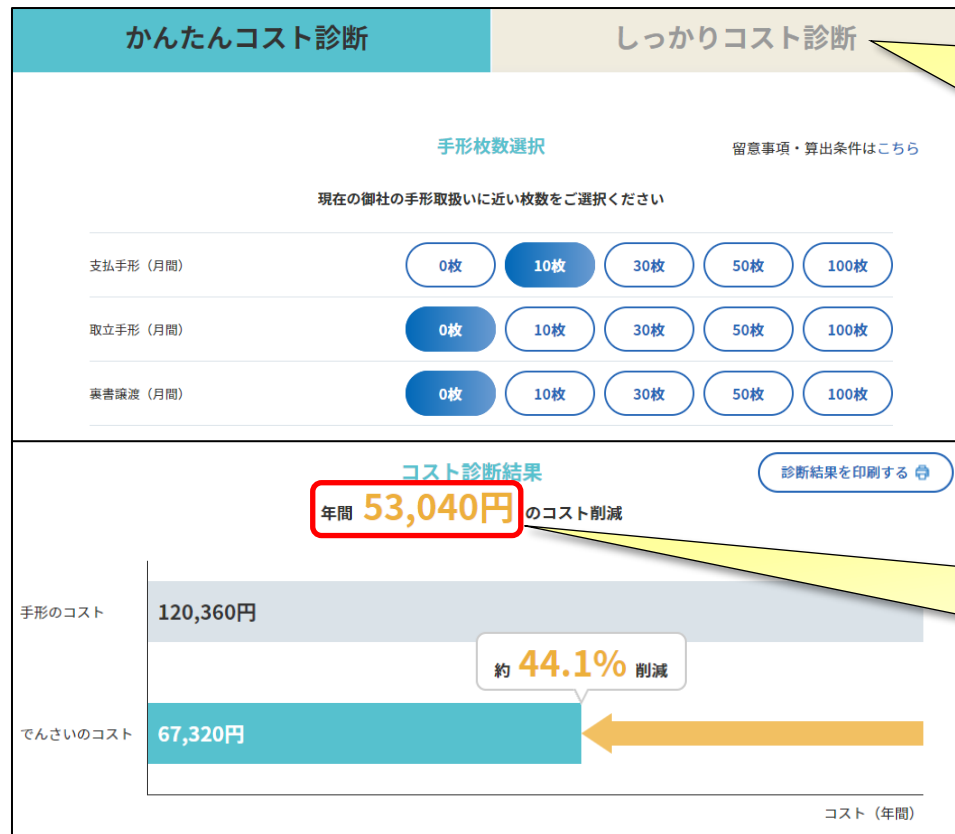 かんたんコスト診断 しっかりコスト診断
手形枚数選択 留意事項・算出条件はこちら
現在の御社の手形取扱いに近い枚数をご選択ください
支払手形（月間） 0枚 10枚 30枚 50枚 100枚
取立手形（月間） 0枚 10枚 30枚 50枚 100枚
裏書譲渡（月間） 0枚 10枚 30枚 50枚 100枚
コスト診断結果 診断結果を印刷する
年間 53,040円 のコスト削減
手形のコスト 120,360円
約 44.1% 削減
でんさいのコスト 67,320円
コスト（年間）